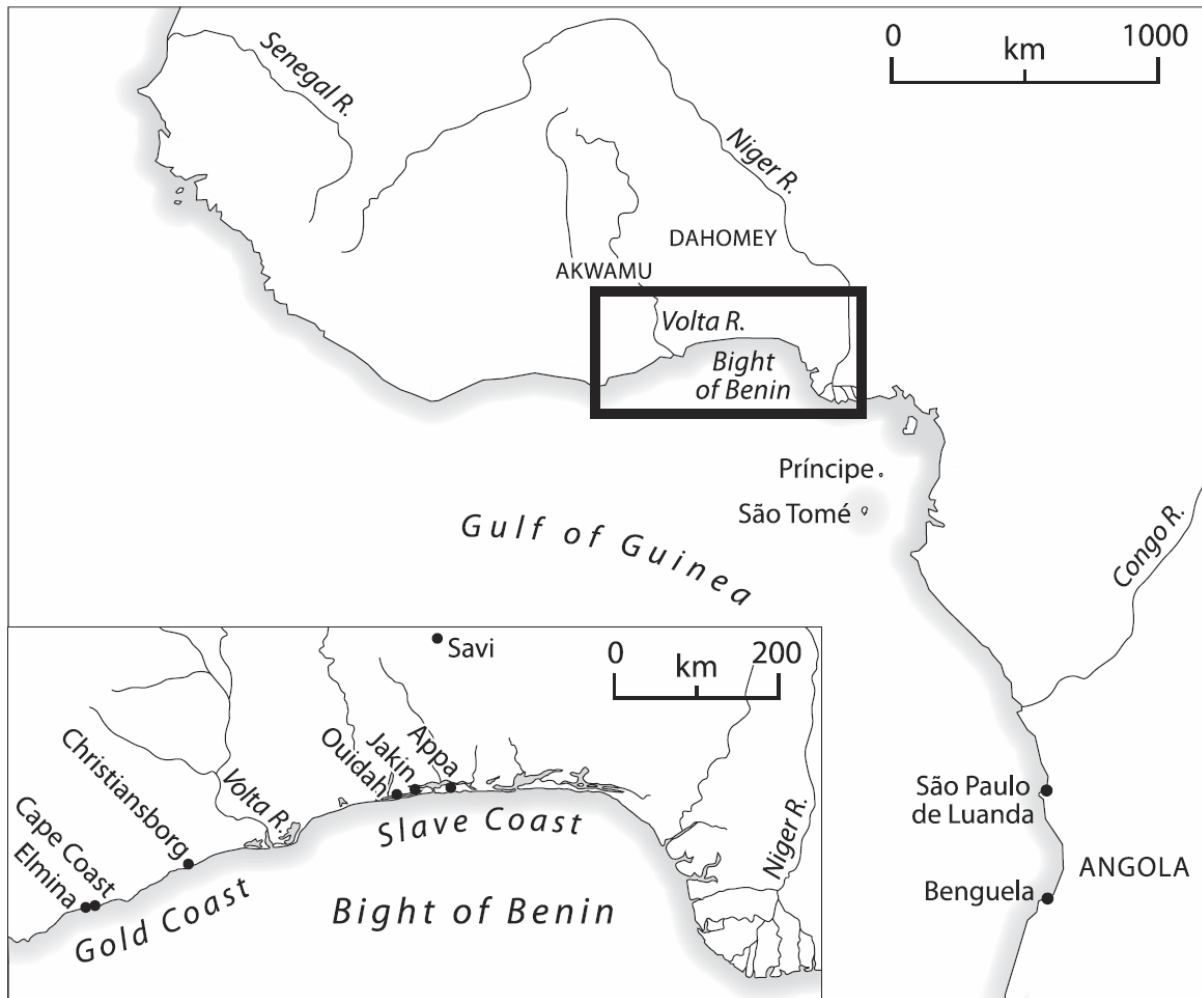 Senegal R.
0 km 1000
Niger R.
DAHOMEY
AKWAMU
Volta R.
Bight
of Benin
Príncipe
São Tomé
Gulf of Guinea
Congo R.
São Paulo
de Luanda
ANGOLA
Benguela
Savi
0 km 200
Appa
Jakin
Ouidah
Christiansborg
Volta R.
Cape Coast
Elmina
Slave Coast
Gold Coast
Niger R.
Bight of Benin